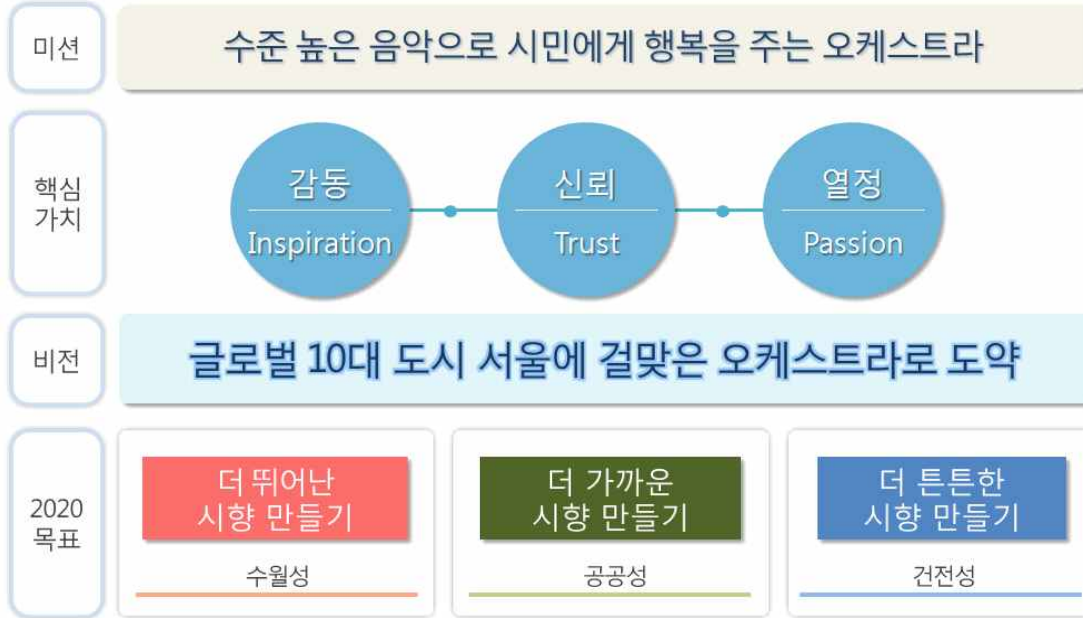 미션
수준 높은 음악으로 시민에게 행복을 주는 오케스트라
핵심
가치
감동
Inspiration
신뢰
Trust
열정
Passion
비전
글로벌 10대 도시 서울에 걸맞은 오케스트라로 도약
2020
목표
더 뛰어난
시향 만들기
수월성
더 가까운
시향 만들기
공공성
더 튼튼한
시향 만들기
건전성